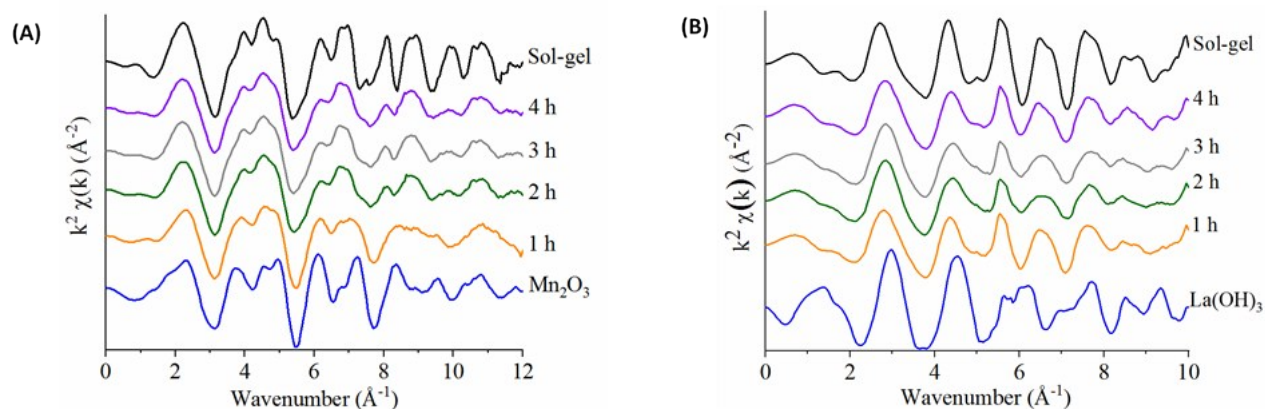 (A)
k² χ(k) (Å⁻²)
Sol-gel
4 h
3 h
2 h
1 h
Mn₂O₃
0 2 4 6 8 10 12
Wavenumber (Å⁻¹)
(B)
k² χ(k) (Å⁻²)
Sol-gel
4 h
3 h
2 h
1 h
La(OH)₃
0 2 4 6 8 10
Wavenumber (Å⁻¹)